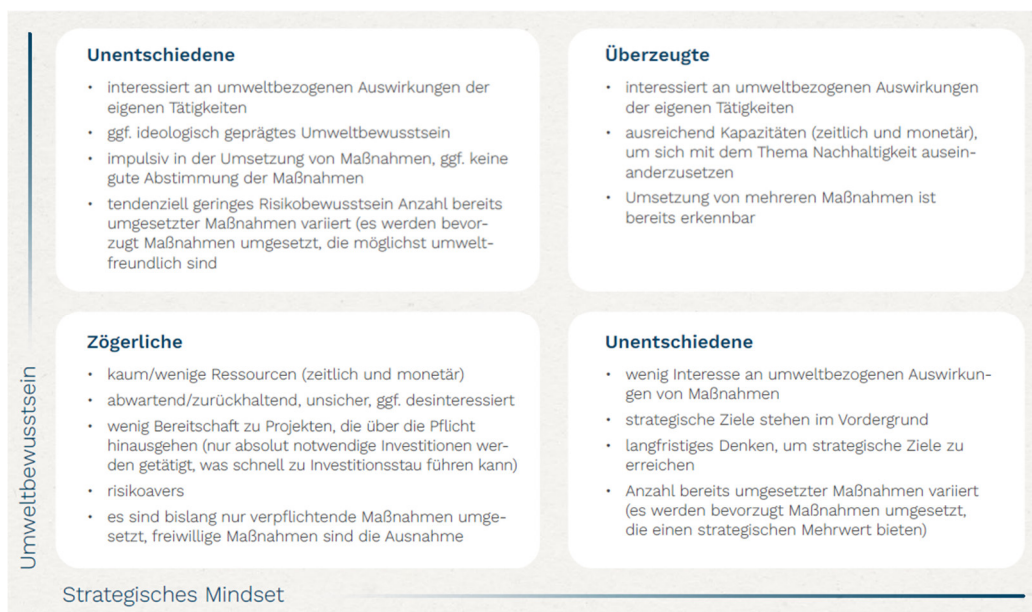 Unentschiedene
• interessiert an umweltbezogenen Auswirkungen der
eigenen Tätigkeiten
• ggf. ideologisch geprägtes Umweltbewusstsein
• impulsiv in der Umsetzung von Maßnahmen, ggf. keine
gute Abstimmung der Maßnahmen
• tendenziell geringes Risikobewusstsein Anzahl bereits
umgesetzter Maßnahmen variiert (es werden bevor-
zugt Maßnahmen umgesetzt, die möglichst umwelt-
freundlich sind
Überzeugte
• interessiert an umweltbezogenen Auswirkungen
der eigenen Tätigkeiten
• ausreichend Kapazitäten (zeitlich und monetär),
um sich mit dem Thema Nachhaltigkeit ausein-
anderzusetzen
• Umsetzung von mehreren Maßnahmen ist
bereits erkennbar
Zögerliche
• kaum/wenige Ressourcen (zeitlich und monetär)
• abwartend/zurückhaltend, unsicher, ggf. desinteressiert
• wenig Bereitschaft zu Projekten, die über die Pflicht
hinausgehen (nur absolut notwendige Investitionen wer-
den getätigt, was schnell zu Investitionsstau führen kann)
• risikoavers
• es sind bislang nur verpflichtende Maßnahmen umge-
setzt, freiwillige Maßnahmen sind die Ausnahme
Unentschiedene
• wenig Interesse an umweltbezogenen Auswirkun-
gen von Maßnahmen
• strategische Ziele stehen im Vordergrund
• langfristiges Denken, um strategische Ziele zu
erreichen
• Anzahl bereits umgesetzter Maßnahmen variiert
(es werden bevorzugt Maßnahmen umgesetzt,
die einen strategischen Mehrwert bieten)
Umweltbewusstsein
Strategisches Mindset